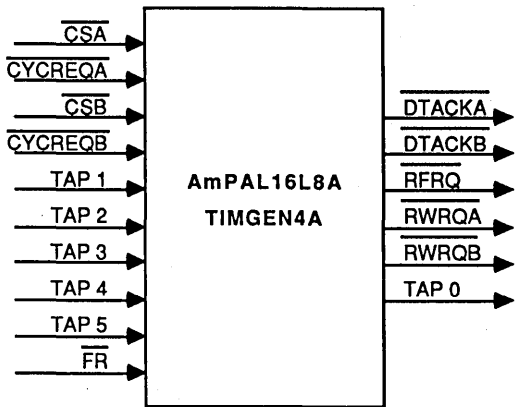 CSA
CYCREQA
CSB
CYCREQB
TAP 1
TAP 2
TAP 3
TAP 4
TAP 5
FR
AmPAL16L8A
TIMGEN4A
DTACKA
DTACKB
RFRQ
RWRQA
RWRQB
TAP 0